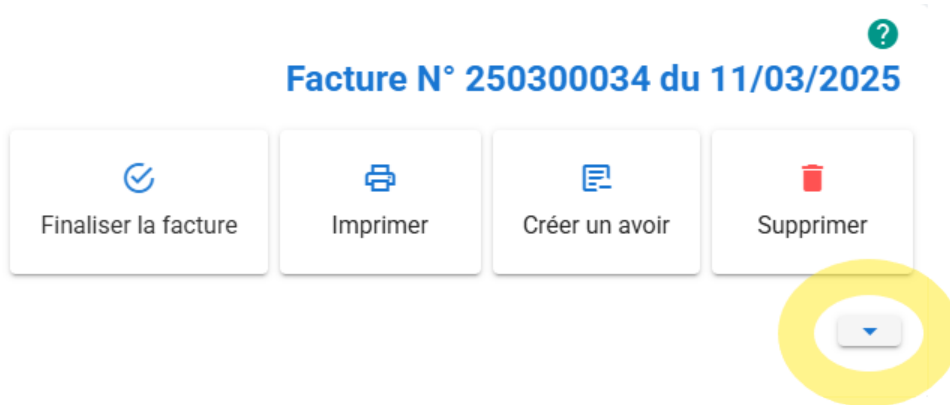 ?
Facture N° 250300034 du 11/03/2025
Finaliser la facture
Imprimer
Créer un avoir
Supprimer